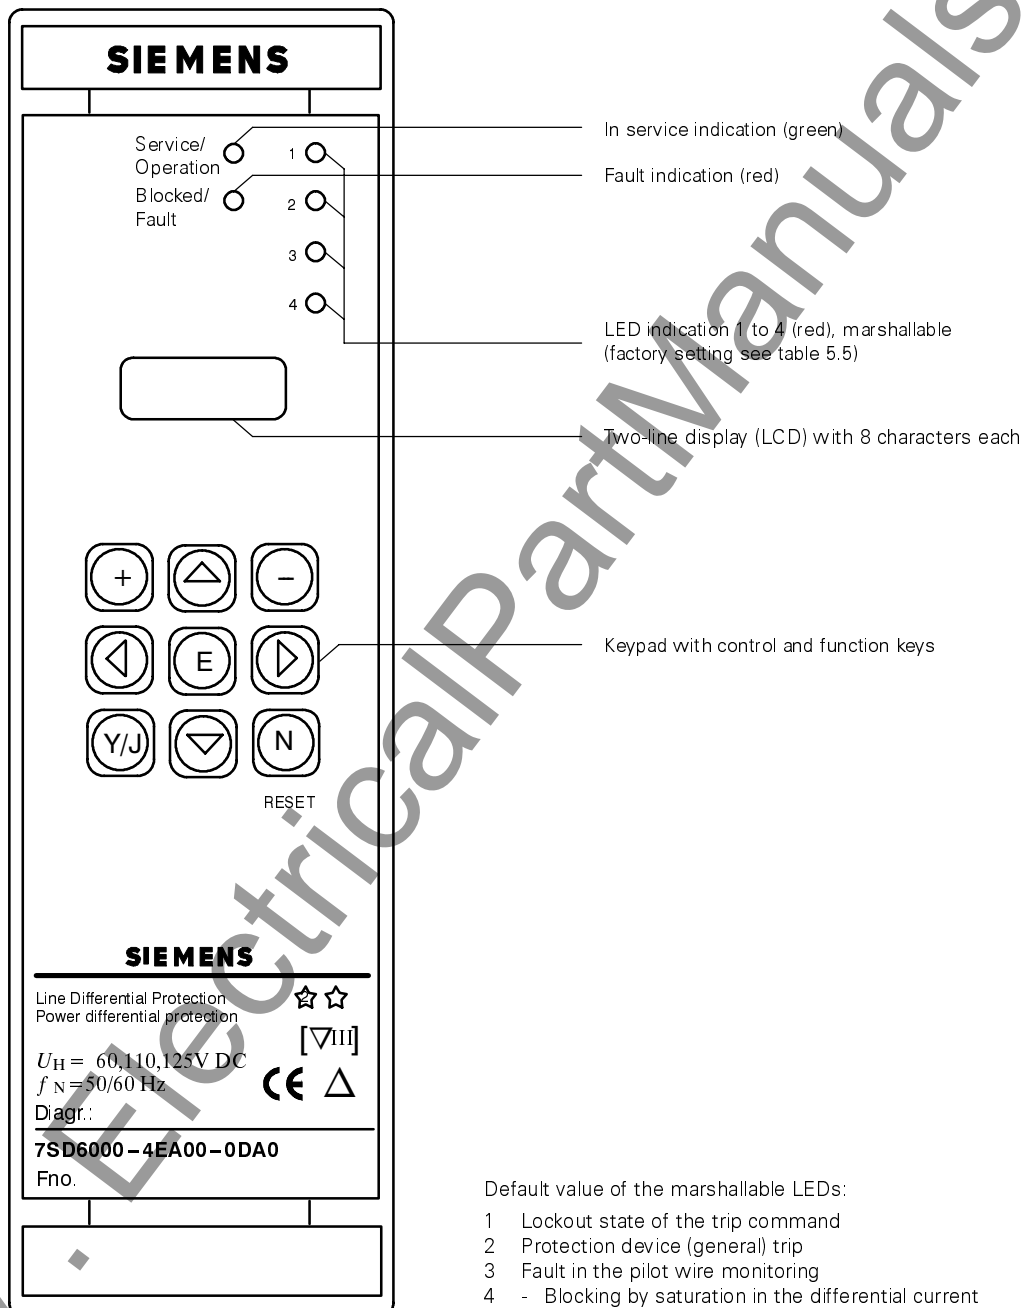 SIEMENS
Service/
Operation
Blocked/
Fault
1
2
3
4
In service indication (green)
Fault indication (red)
LED indication 1 to 4 (red), marshallable
(factory setting see table 5.5)
Two-line display (LCD) with 8 characters each
+
–
E
Y/J
N
RESET
Keypad with control and function keys
SIEMENS
Line Differential Protection
Power differential protection
2
[▽III]
UH = 60,110,125V DC
f N=50/60 Hz
CE
Diagr.:
7SD6000–4EA00–0DA0
Fno.
Default value of the marshallable LEDs:
1 Lockout state of the trip command
2 Protection device (general) trip
3 Fault in the pilot wire monitoring
4 - Blocking by saturation in the differential current
. ElectricalPartManuals